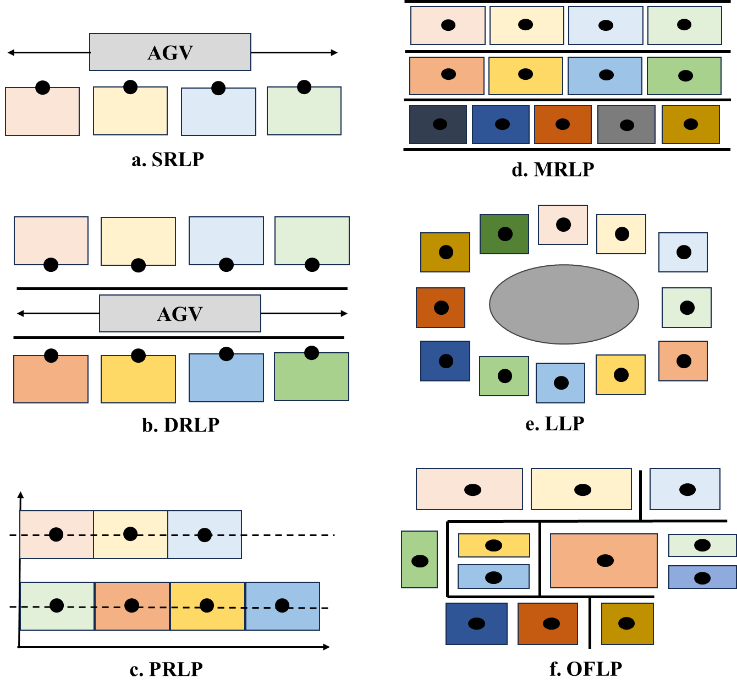 AGV
a. SRLP
AGV
b. DRLP
c. PRLP
d. MRLP
e. LLP
f. OFLP